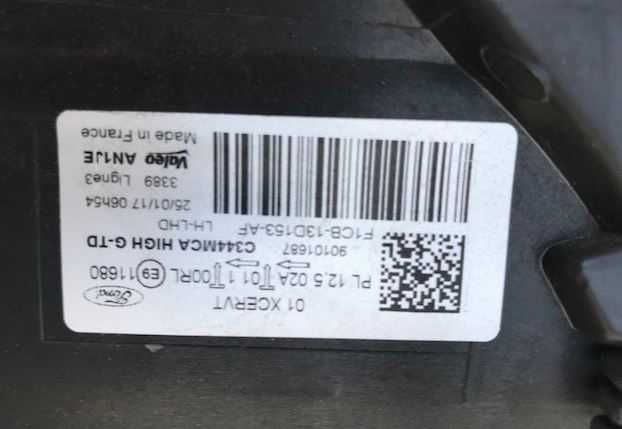 Ford
01 XCERVT
PL 12.5 02A 01 1 00RL E9 11680
90101687 C344MCA HIGH G-TD
F1CB-13D153-AF LH-LHD
25/01/17 06h54
3389 Ligne3
Valeo AN1JE
Made in France